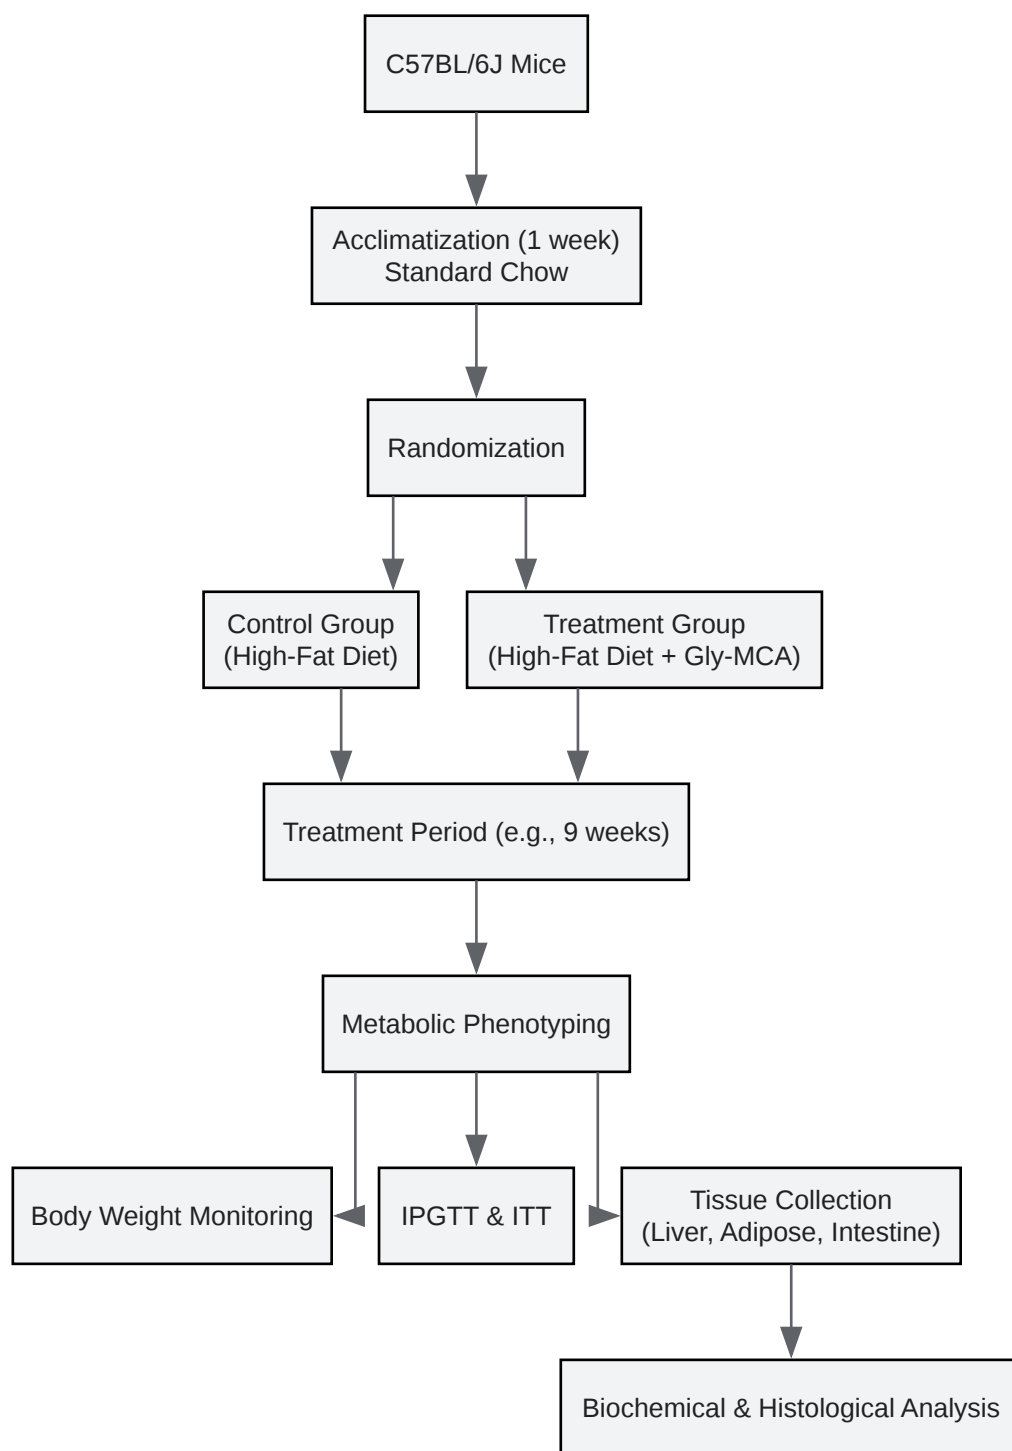 C57BL/6J Mice
Acclimatization (1 week)
Standard Chow
Randomization
Control Group
(High-Fat Diet)
Treatment Group
(High-Fat Diet + Gly-MCA)
Treatment Period (e.g., 9 weeks)
Metabolic Phenotyping
Body Weight Monitoring
IPGTT & ITT
Tissue Collection
(Liver, Adipose, Intestine)
Biochemical & Histological Analysis